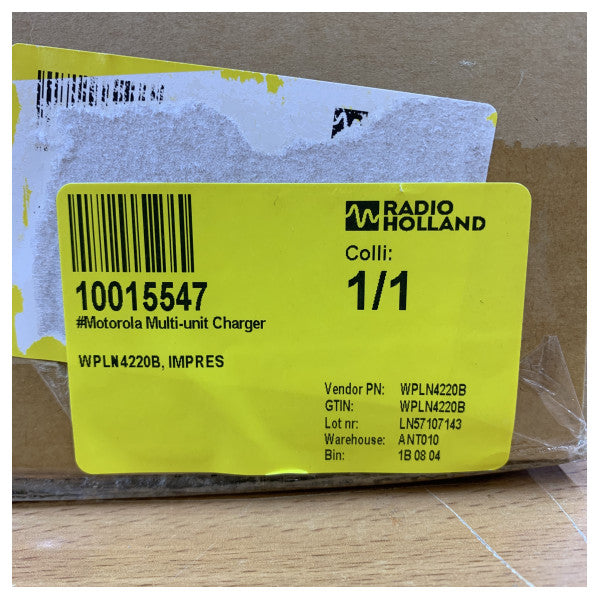 RADIO
HOLLAND
Colli:
1/1
10015547
#Motorola Multi-unit Charger
WPLN4220B, IMPRES
Vendor PN: WPLN4220B
GTIN: WPLN4220B
Lot nr: LN57107143
Warehouse: ANT010
Bin: 1B 08 04